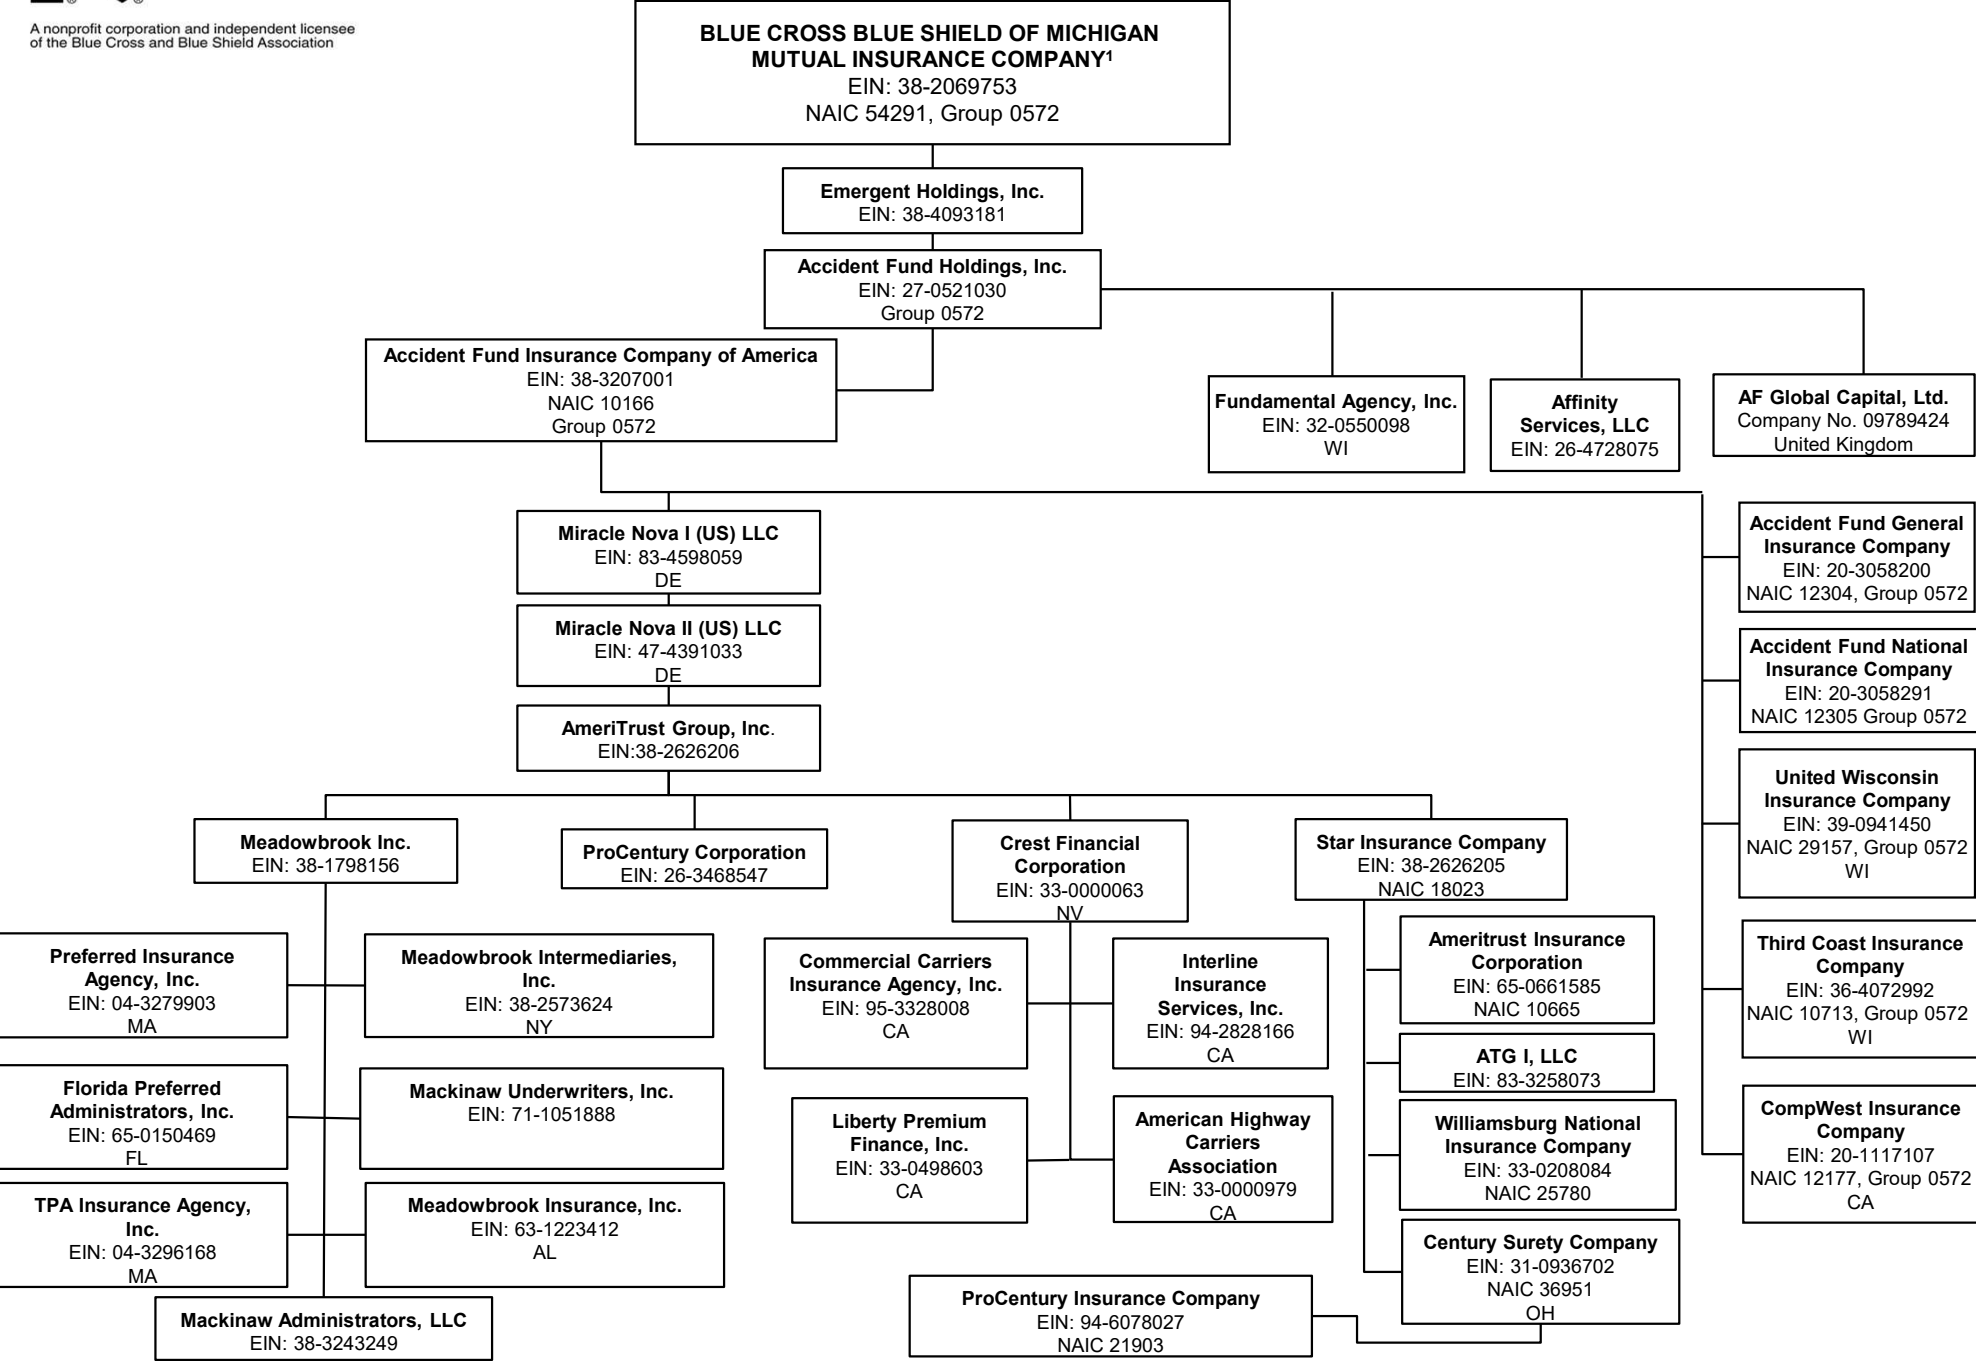 ® ®
A nonprofit corporation and independent licensee
of the Blue Cross and Blue Shield Association
BLUE CROSS BLUE SHIELD OF MICHIGAN
MUTUAL INSURANCE COMPANY¹
EIN: 38-2069753
NAIC 54291, Group 0572
Emergent Holdings, Inc.
EIN: 38-4093181
Accident Fund Holdings, Inc.
EIN: 27-0521030
Group 0572
Accident Fund Insurance Company of America
EIN: 38-3207001
NAIC 10166
Group 0572
Fundamental Agency, Inc.
EIN: 32-0550098
WI
Affinity
Services, LLC
EIN: 26-4728075
AF Global Capital, Ltd.
Company No. 09789424
United Kingdom
Miracle Nova I (US) LLC
EIN: 83-4598059
DE
Miracle Nova II (US) LLC
EIN: 47-4391033
DE
AmeriTrust Group, Inc.
EIN:38-2626206
Accident Fund General
Insurance Company
EIN: 20-3058200
NAIC 12304, Group 0572
Accident Fund National
Insurance Company
EIN: 20-3058291
NAIC 12305 Group 0572
United Wisconsin
Insurance Company
EIN: 39-0941450
NAIC 29157, Group 0572
WI
Third Coast Insurance
Company
EIN: 36-4072992
NAIC 10713, Group 0572
WI
CompWest Insurance
Company
EIN: 20-1117107
NAIC 12177, Group 0572
CA
Meadowbrook Inc.
EIN: 38-1798156
ProCentury Corporation
EIN: 26-3468547
Crest Financial
Corporation
EIN: 33-0000063
NV
Star Insurance Company
EIN: 38-2626205
NAIC 18023
Preferred Insurance
Agency, Inc.
EIN: 04-3279903
MA
Meadowbrook Intermediaries,
Inc.
EIN: 38-2573624
NY
Florida Preferred
Administrators, Inc.
EIN: 65-0150469
FL
Mackinaw Underwriters, Inc.
EIN: 71-1051888
TPA Insurance Agency,
Inc.
EIN: 04-3296168
MA
Meadowbrook Insurance, Inc.
EIN: 63-1223412
AL
Mackinaw Administrators, LLC
EIN: 38-3243249
Commercial Carriers
Insurance Agency, Inc.
EIN: 95-3328008
CA
Interline
Insurance
Services, Inc.
EIN: 94-2828166
CA
Liberty Premium
Finance, Inc.
EIN: 33-0498603
CA
American Highway
Carriers
Association
EIN: 33-0000979
CA
Ameritrust Insurance
Corporation
EIN: 65-0661585
NAIC 10665
ATG I, LLC
EIN: 83-3258073
Williamsburg National
Insurance Company
EIN: 33-0208084
NAIC 25780
Century Surety Company
EIN: 31-0936702
NAIC 36951
OH
ProCentury Insurance Company
EIN: 94-6078027
NAIC 21903